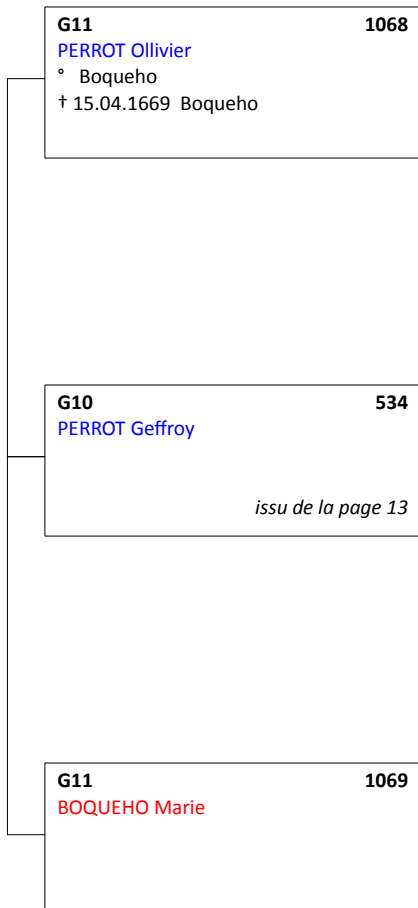 G11 1068
PERROT Ollivier
° Boqueho
† 15.04.1669 Boqueho
G10 534
PERROT Geffroy
issu de la page 13
G11 1069
BOQUEHO Marie